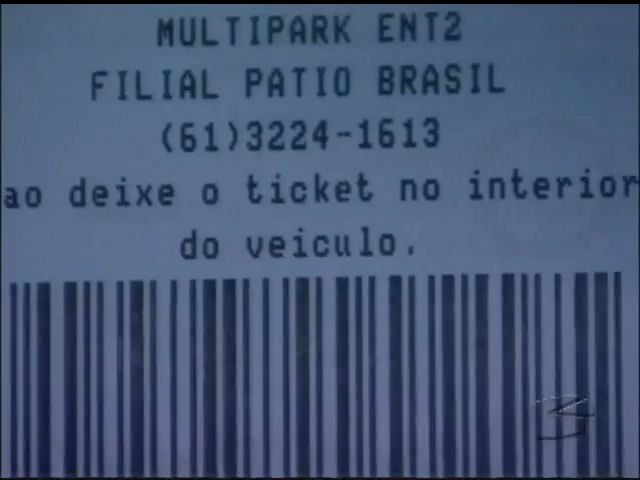 MULTIPARK ENT2
FILIAL PATIO BRASIL
(61)3224-1613
ao deixe o ticket no interior
do veiculo.